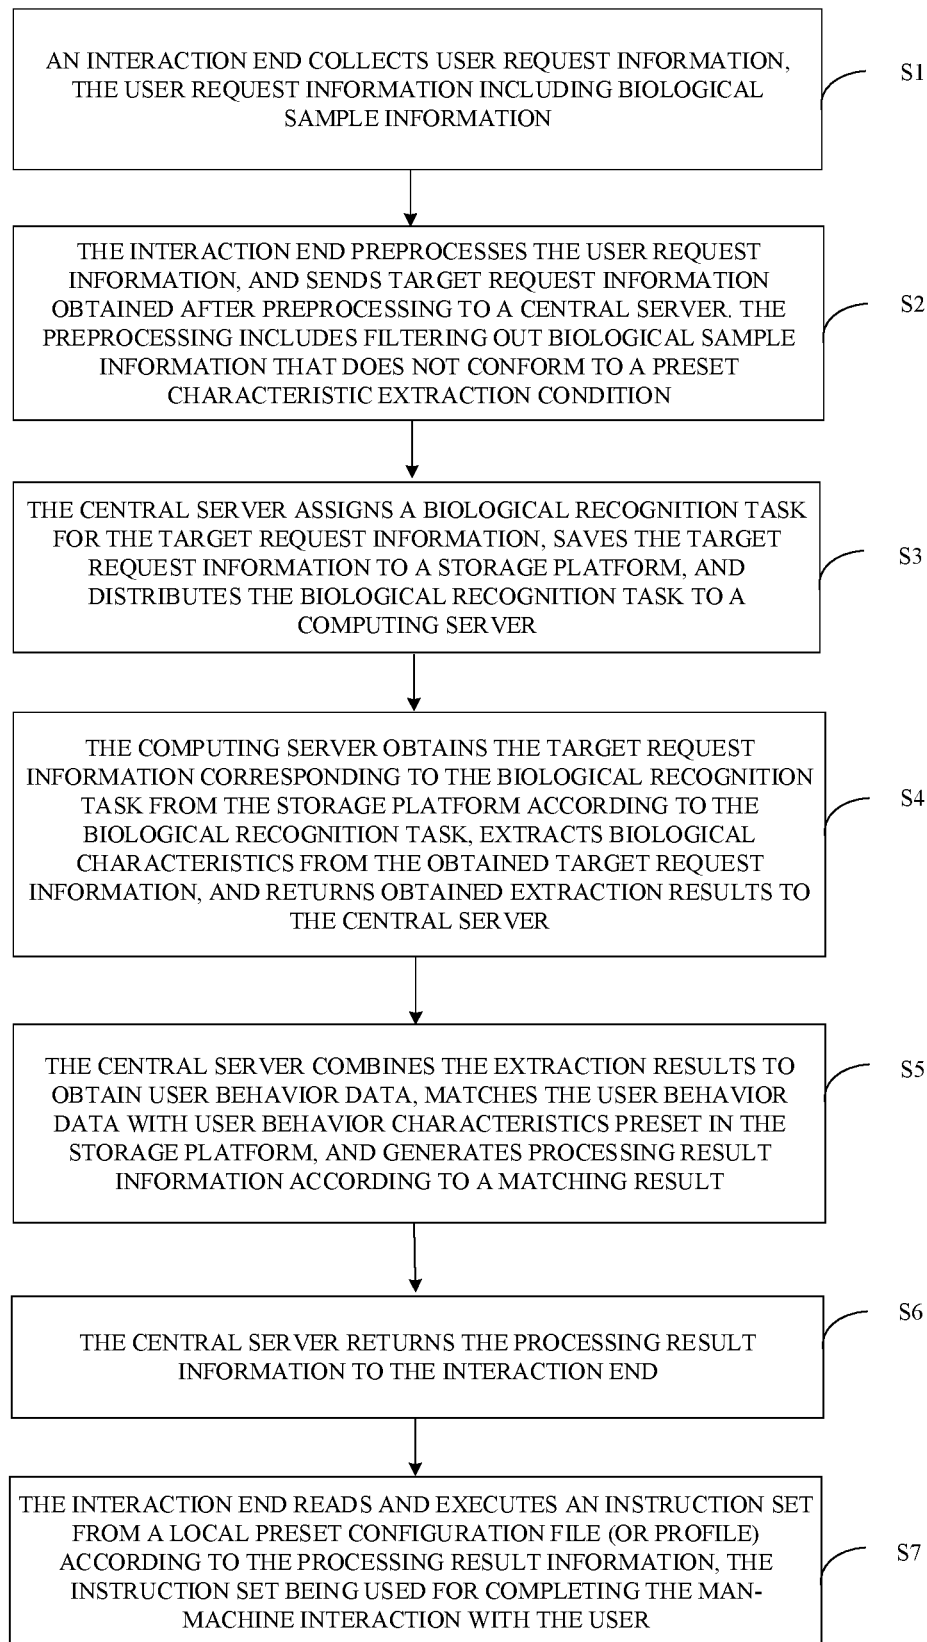 AN INTERACTION END COLLECTS USER REQUEST INFORMATION,
THE USER REQUEST INFORMATION INCLUDING BIOLOGICAL
SAMPLE INFORMATION
S1
THE INTERACTION END PREPROCESSES THE USER REQUEST
INFORMATION, AND SENDS TARGET REQUEST INFORMATION
OBTAINED AFTER PREPROCESSING TO A CENTRAL SERVER. THE
PREPROCESSING INCLUDES FILTERING OUT BIOLOGICAL SAMPLE
INFORMATION THAT DOES NOT CONFORM TO A PRESET
CHARACTERISTIC EXTRACTION CONDITION
S2
THE CENTRAL SERVER ASSIGNS A BIOLOGICAL RECOGNITION TASK
FOR THE TARGET REQUEST INFORMATION, SAVES THE TARGET
REQUEST INFORMATION TO A STORAGE PLATFORM, AND
DISTRIBUTES THE BIOLOGICAL RECOGNITION TASK TO A
COMPUTING SERVER
S3
THE COMPUTING SERVER OBTAINS THE TARGET REQUEST
INFORMATION CORRESPONDING TO THE BIOLOGICAL RECOGNITION
TASK FROM THE STORAGE PLATFORM ACCORDING TO THE
BIOLOGICAL RECOGNITION TASK, EXTRACTS BIOLOGICAL
CHARACTERISTICS FROM THE OBTAINED TARGET REQUEST
INFORMATION, AND RETURNS OBTAINED EXTRACTION RESULTS TO
THE CENTRAL SERVER
S4
THE CENTRAL SERVER COMBINES THE EXTRACTION RESULTS TO
OBTAIN USER BEHAVIOR DATA, MATCHES THE USER BEHAVIOR
DATA WITH USER BEHAVIOR CHARACTERISTICS PRESET IN THE
STORAGE PLATFORM, AND GENERATES PROCESSING RESULT
INFORMATION ACCORDING TO A MATCHING RESULT
S5
THE CENTRAL SERVER RETURNS THE PROCESSING RESULT
INFORMATION TO THE INTERACTION END
S6
THE INTERACTION END READS AND EXECUTES AN INSTRUCTION SET
FROM A LOCAL PRESET CONFIGURATION FILE (OR PROFILE)
ACCORDING TO THE PROCESSING RESULT INFORMATION, THE
INSTRUCTION SET BEING USED FOR COMPLETING THE MAN-
MACHINE INTERACTION WITH THE USER
S7